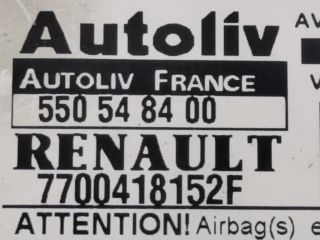 Autoliv
AUTOLIV FRANCE
550 54 84 00
RENAULT
7700418152F
ATTENTION! Airbag(s)